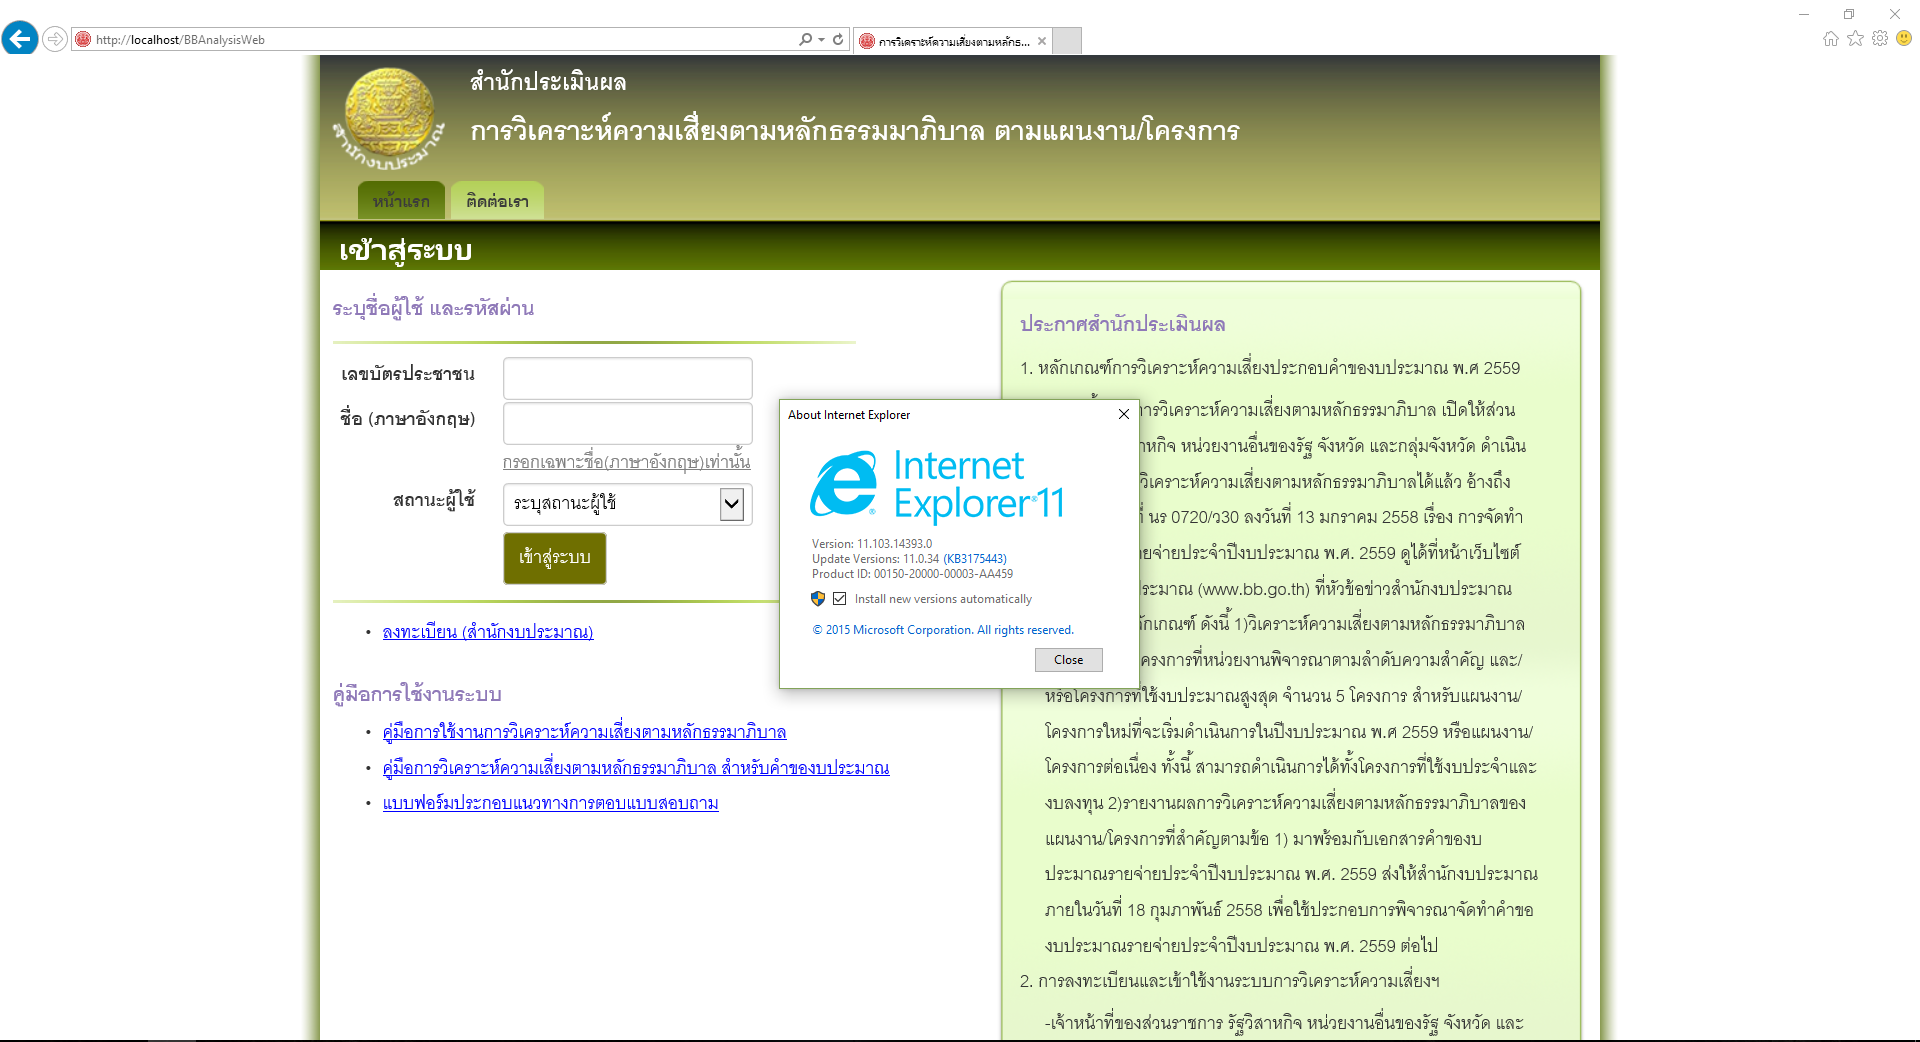 http://localhost/BBAnalysisWeb
การวิเคราะห์ความเสี่ยงตามหลักธ...
สำนักงบประมาณ
สำนักประเมินผล
การวิเคราะห์ความเสี่ยงตามหลักธรรมมาภิบาล ตามแผนงาน/โครงการ
หน้าแรก
ติดต่อเรา
เข้าสู่ระบบ
ระบุชื่อผู้ใช้ และรหัสผ่าน
เลขบัตรประชาชน
ชื่อ (ภาษาอังกฤษ)
กรอกเฉพาะชื่อ(ภาษาอังกฤษ)เท่านั้น
สถานะผู้ใช้
ระบุสถานะผู้ใช้
เข้าสู่ระบบ
• ลงทะเบียน (สำนักงบประมาณ)
คู่มือการใช้งานระบบ
• คู่มือการใช้งานการวิเคราะห์ความเสี่ยงตามหลักธรรมาภิบาล
• คู่มือการวิเคราะห์ความเสี่ยงตามหลักธรรมาภิบาล สำหรับคำของบประมาณ
• แบบฟอร์มประกอบแนวทางการตอบแบบสอบถาม
About Internet Explorer
Internet
Explorer 11
Version: 11.103.14393.0
Update Versions: 11.0.34 (KB3175443)
Product ID: 00150-20000-00003-AA459
Install new versions automatically
© 2015 Microsoft Corporation. All rights reserved.
Close
ประกาศสำนักประเมินผล
1. หลักเกณฑ์การวิเคราะห์ความเสี่ยงประกอบคำของบประมาณ พ.ศ 2559
ารวิเคราะห์ความเสี่ยงตามหลักธรรมาภิบาล เปิดให้ส่วน
าหกิจ หน่วยงานอื่นของรัฐ จังหวัด และกลุ่มจังหวัด ดำเนิน
วิเคราะห์ความเสี่ยงตามหลักธรรมาภิบาลได้แล้ว อ้างถึง
ที่ นร 0720/ว30 ลงวันที่ 13 มกราคม 2558 เรื่อง การจัดทำ
ยจ่ายประจำปีงบประมาณ พ.ศ. 2559 ดูได้ที่หน้าเว็บไซต์
ระมาณ (www.bb.go.th) ที่หัวข้อข่าวสำนักงบประมาณ
ักเกณฑ์ ดังนี้ 1)วิเคราะห์ความเสี่ยงตามหลักธรรมาภิบาล
ครงการที่หน่วยงานพิจารณาตามลำดับความสำคัญ และ/
หรือโครงการที่ใช้งบประมาณสูงสุด จำนวน 5 โครงการ สำหรับแผนงาน/
โครงการใหม่ที่จะเริ่มดำเนินการในปีงบประมาณ พ.ศ 2559 หรือแผนงาน/
โครงการต่อเนื่อง ทั้งนี้ สามารถดำเนินการได้ทั้งโครงการที่ใช้งบประจำและ
งบลงทุน 2)รายงานผลการวิเคราะห์ความเสี่ยงตามหลักธรรมาภิบาลของ
แผนงาน/โครงการที่สำคัญตามข้อ 1) มาพร้อมกับเอกสารคำของบ
ประมาณรายจ่ายประจำปีงบประมาณ พ.ศ. 2559 ส่งให้สำนักงบประมาณ
ภายในวันที่ 18 กุมภาพันธ์ 2558 เพื่อใช้ประกอบการพิจารณาจัดทำคำขอ
งบประมาณรายจ่ายประจำปีงบประมาณ พ.ศ. 2559 ต่อไป
2. การลงทะเบียนและเข้าใช้งานระบบการวิเคราะห์ความเสี่ยงฯ
-เจ้าหน้าที่ของส่วนราชการ รัฐวิสาหกิจ หน่วยงานอื่นของรัฐ จังหวัด และ